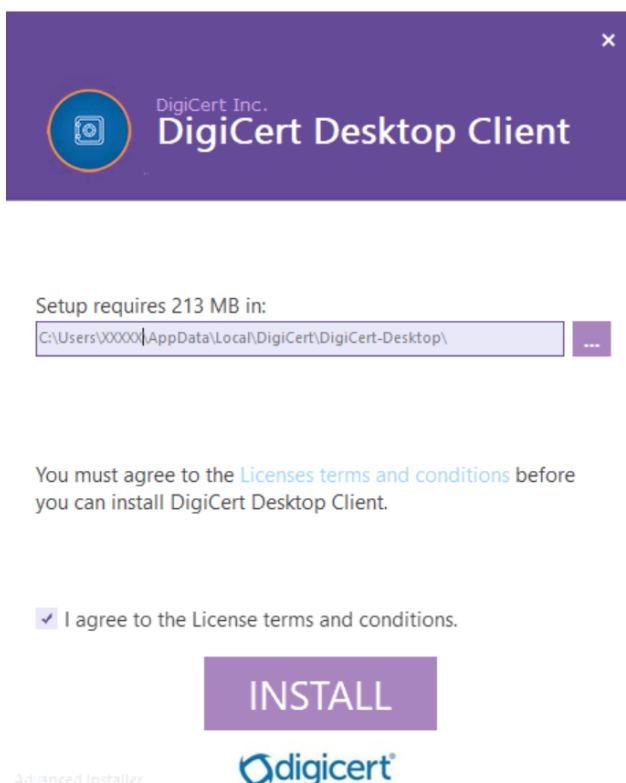 ×
DigiCert Inc.
DigiCert Desktop Client
Setup requires 213 MB in:
C:\Users\XXXXX\AppData\Local\DigiCert\DigiCert-Desktop\
...
You must agree to the Licenses terms and conditions before
you can install DigiCert Desktop Client.
I agree to the License terms and conditions.
INSTALL
digicert®
Advanced Installer